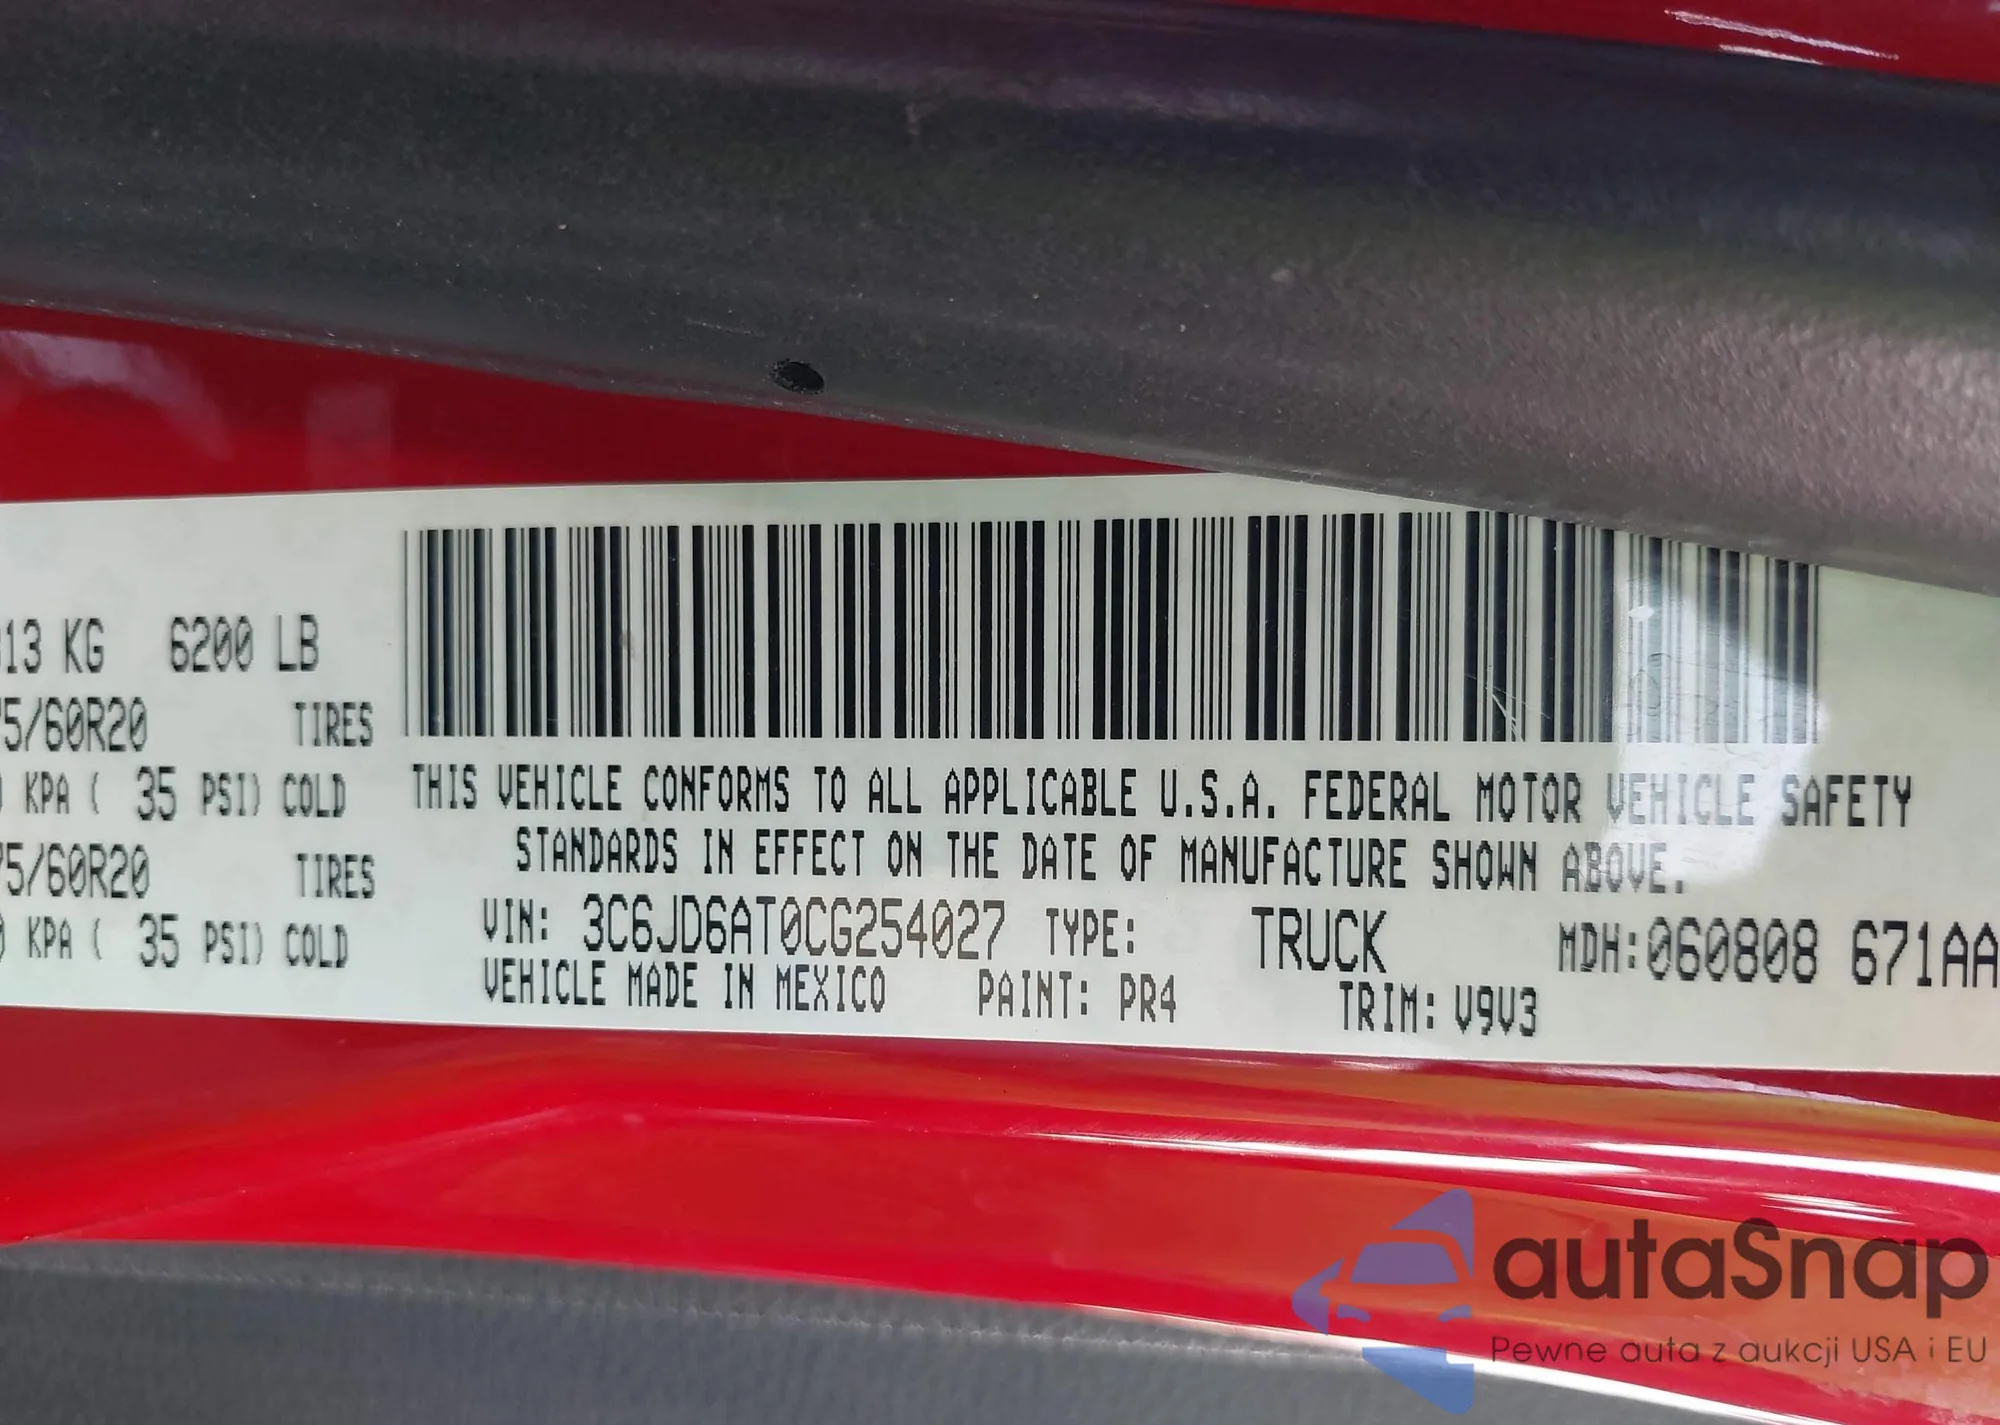 13 KG 6200 LB
5/60R20 TIRES
KPA ( 35 PSI) COLD
5/60R20 TIRES
KPA ( 35 PSI) COLD
THIS VEHICLE CONFORMS TO ALL APPLICABLE U.S.A. FEDERAL MOTOR VEHICLE SAFETY
STANDARDS IN EFFECT ON THE DATE OF MANUFACTURE SHOWN ABOVE.
VIN: 3C6JD6AT0CG254027 TYPE: TRUCK MDH:060808 671AA
VEHICLE MADE IN MEXICO PAINT: PR4 TRIM: V9V3
autaSnap
Pewne auta z aukcji USA i EU